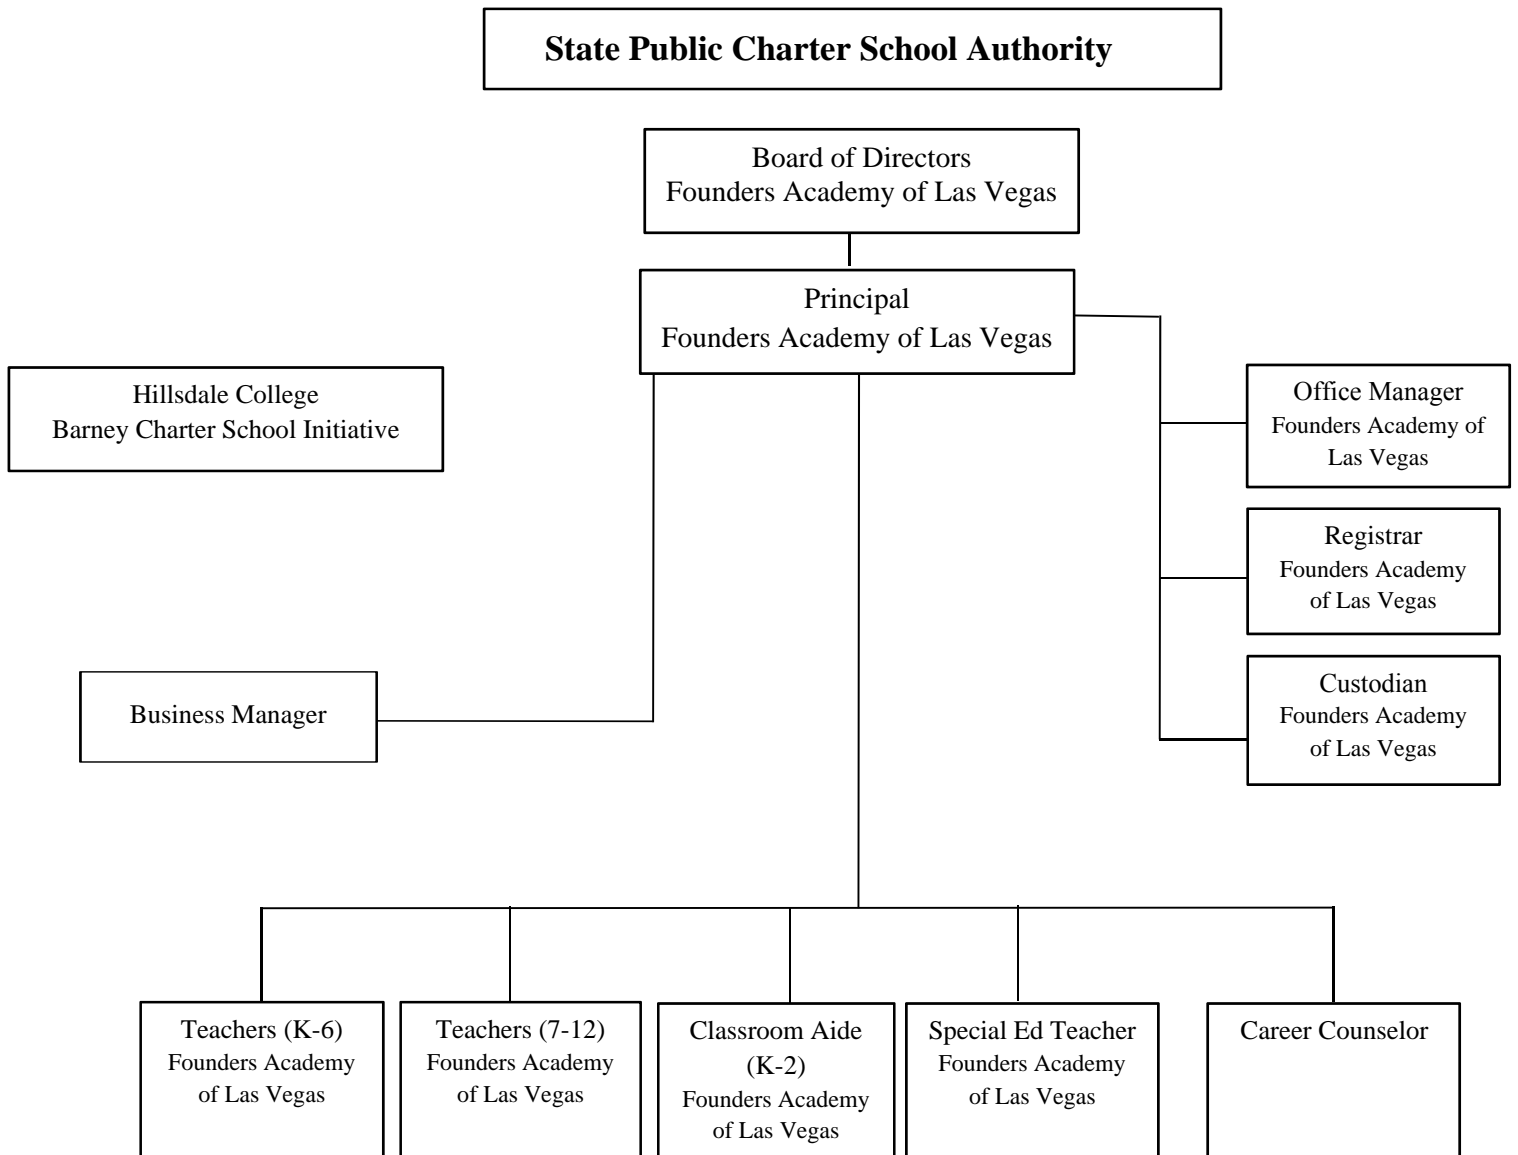 State Public Charter School Authority
Board of Directors
Founders Academy of Las Vegas
Principal
Founders Academy of Las Vegas
Hillsdale College
Barney Charter School Initiative
Office Manager
Founders Academy of
Las Vegas
Registrar
Founders Academy
of Las Vegas
Business Manager
Custodian
Founders Academy
of Las Vegas
Teachers (K-6)
Founders Academy
of Las Vegas
Teachers (7-12)
Founders Academy
of Las Vegas
Classroom Aide
(K-2)
Founders Academy
of Las Vegas
Special Ed Teacher
Founders Academy
of Las Vegas
Career Counselor